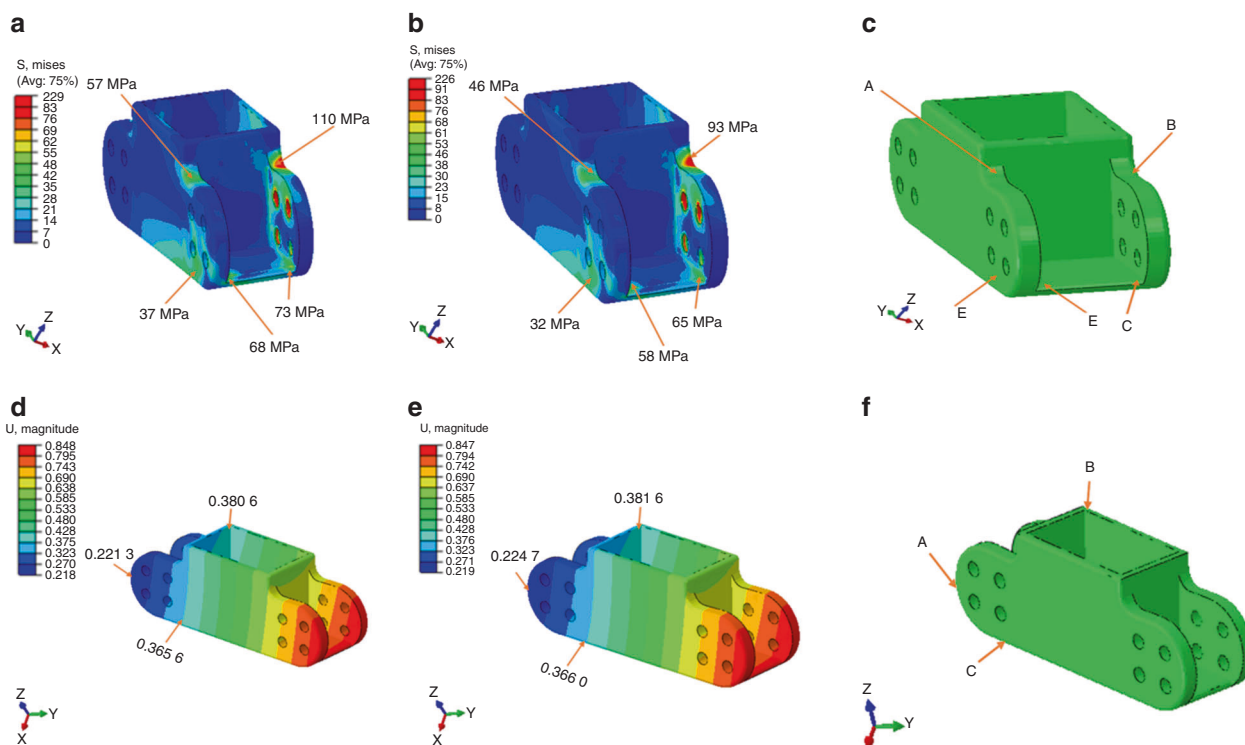 a
S, mises
(Avg: 75%)
229
83
76
69
62
55
48
42
35
28
21
14
7
0
57 MPa
110 MPa
37 MPa
73 MPa
68 MPa
Z
Y
X
b
S, mises
(Avg: 75%)
226
91
83
76
68
61
53
46
38
30
23
15
8
0
46 MPa
93 MPa
32 MPa
65 MPa
58 MPa
Z
Y
X
c
A
B
E
E
C
Z
Y
X
d
U, magnitude
0.848
0.795
0.743
0.690
0.638
0.585
0.533
0.480
0.428
0.375
0.323
0.270
0.218
0.380 6
0.221 3
0.365 6
Z
Y
X
e
U, magnitude
0.847
0.794
0.742
0.690
0.637
0.585
0.533
0.480
0.428
0.376
0.323
0.271
0.219
0.381 6
0.224 7
0.366 0
Z
Y
X
f
B
A
C
Z
Y